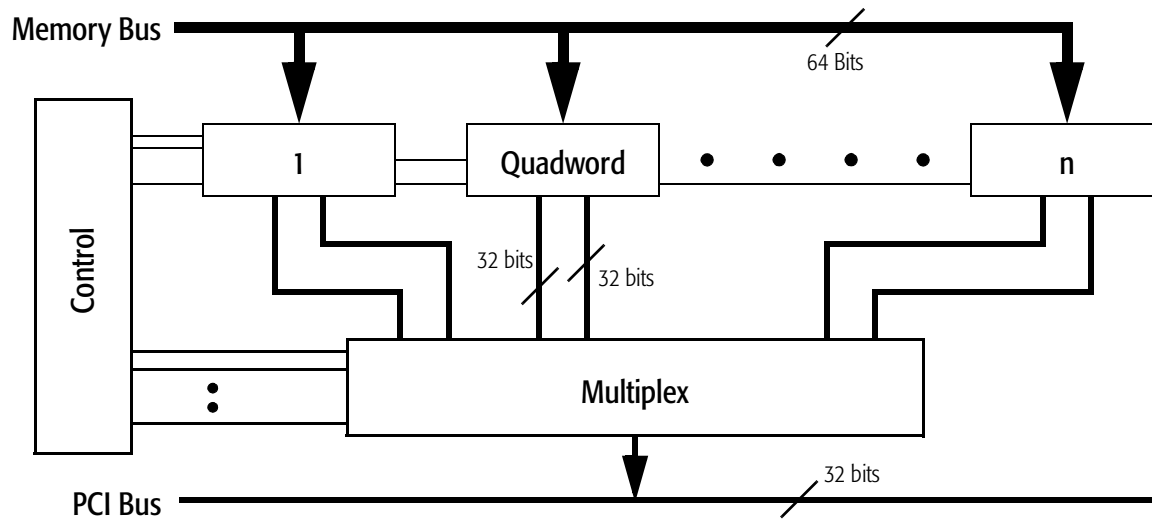 Memory Bus
64 Bits
1
Quadword
n
Control
32 bits
32 bits
Multiplex
32 bits
PCI Bus